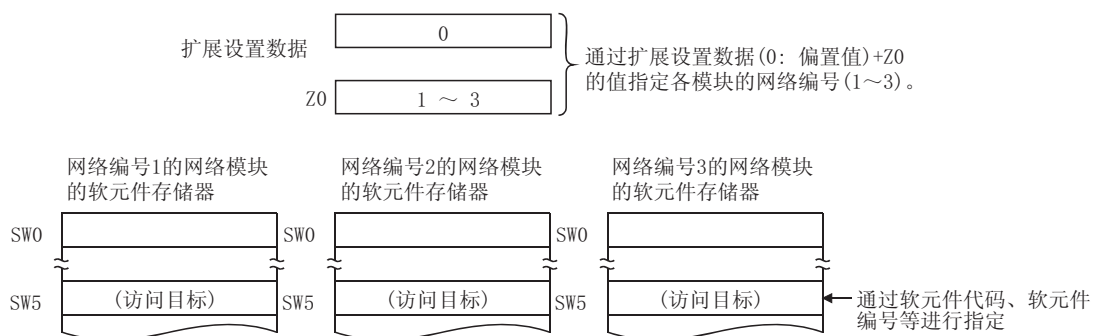 扩展设置数据
0
Z0
1 ～ 3
通过扩展设置数据(0: 偏置值)+Z0
的值指定各模块的网络编号(1～3)。
网络编号1的网络模块
的软元件存储器
网络编号2的网络模块
的软元件存储器
网络编号3的网络模块
的软元件存储器
SW0
SW0
SW0
SW5
(访问目标)
SW5
(访问目标)
SW5
(访问目标)
通过软元件代码、软元件
编号等进行指定